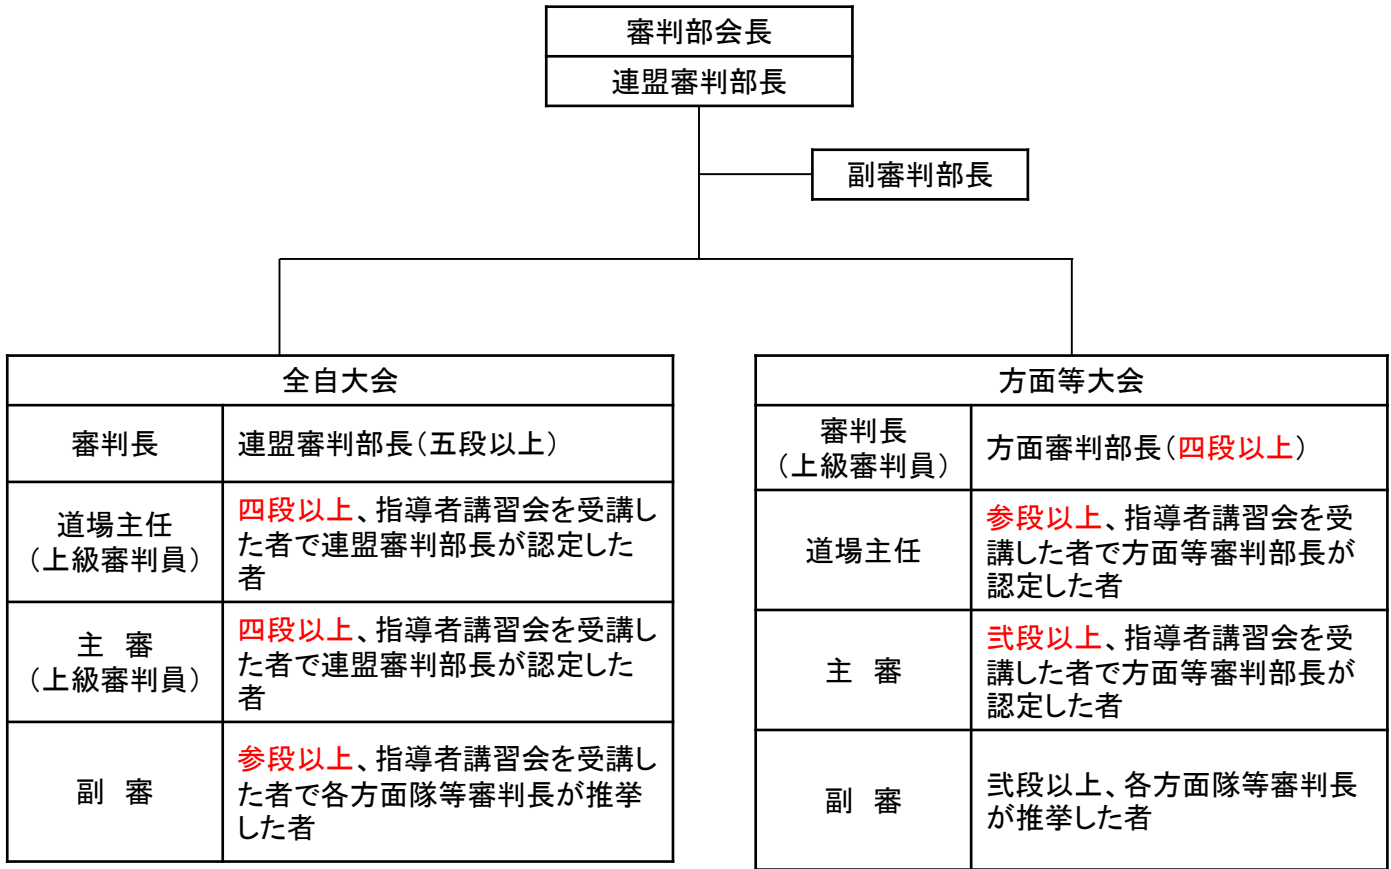 審判部会長
連盟審判部長
副審判部長
全自大会
審判長
連盟審判部長(五段以上)
道場主任
(上級審判員)
四段以上、指導者講習会を受講し
た者で連盟審判部長が認定した
者
主　審
(上級審判員)
四段以上、指導者講習会を受講し
た者で連盟審判部長が認定した
者
副　審
参段以上、指導者講習会を受講し
た者で各方面隊等審判長が推挙
した者
方面等大会
審判長
(上級審判員)
方面審判部長(四段以上)
道場主任
参段以上、指導者講習会を受
講した者で方面等審判部長が
認定した者
主　審
弐段以上、指導者講習会を受
講した者で方面等審判部長が
認定した者
副　審
弐段以上、各方面隊等審判長
が推挙した者